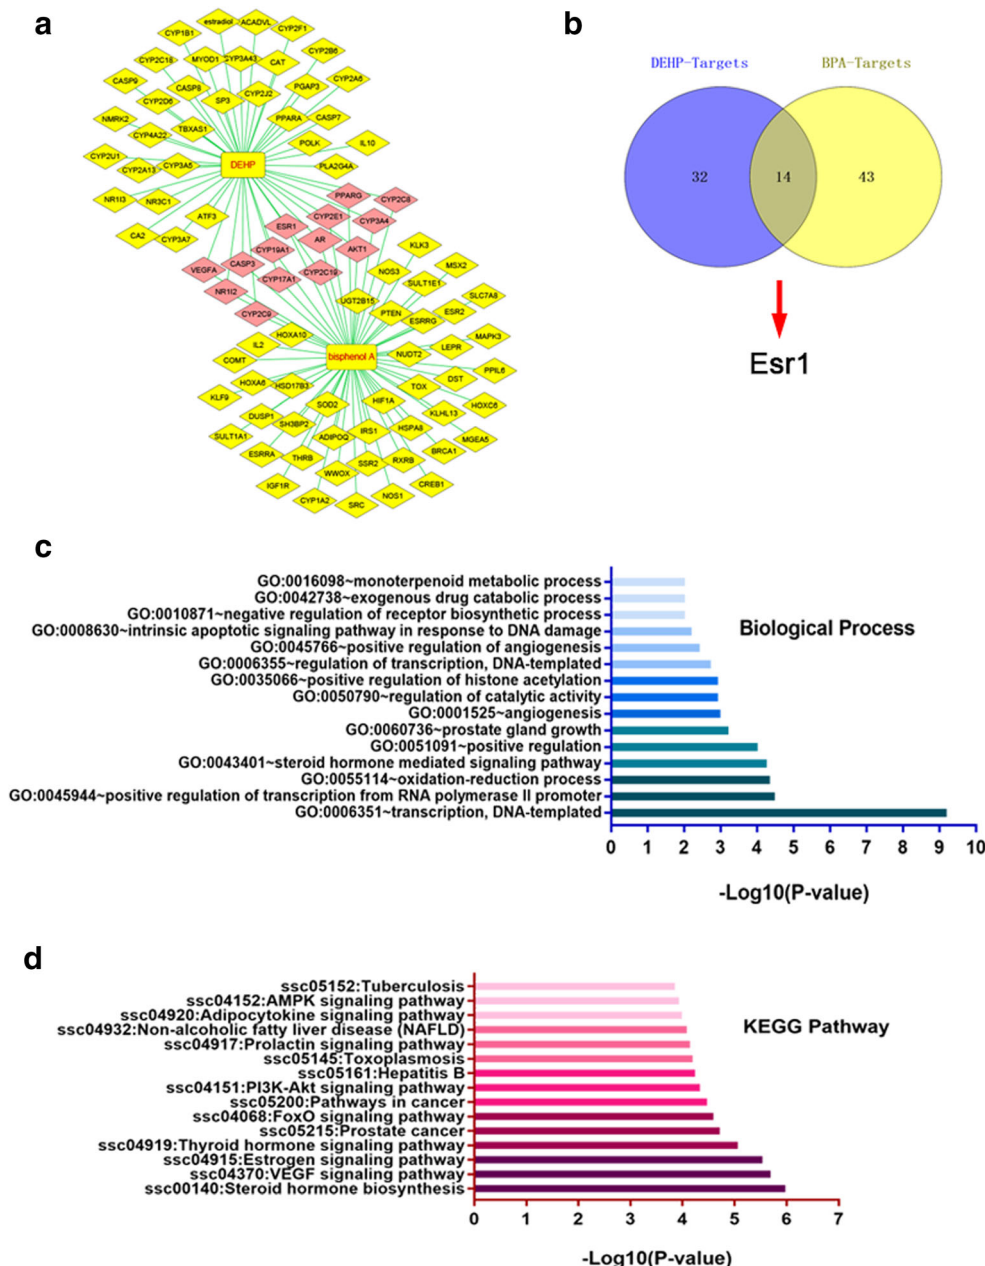 a
estradiol
ACADVL
CYP1B1
CYP2F1
CYP2C18
MYOD1
CYP3A43
CAT
CYP2B6
CASP9
CASP8
CYP2J2
PGAP3
CYP2A6
CYP2D6
SP3
NMRK2
CYP4A22
TBXAS1
PPARA
CASP7
POLK
IL10
CYP2U1
CYP2A13
CYP3A5
DEHP
PLA2G4A
NR1I3
NR3C1
PPARG
CYP2C8
ATF3
CYP2E1
CYP3A4
ESR1
CA2
CYP3A7
AR
AKT1
CYP19A1
KLK3
VEGFA
CASP3
CYP17A1
CYP2C19
NOS3
MSX2
NR1I2
SULT1E1
UGT2B15
SLC7A8
CYP2C9
PTEN
ESRRG
ESR2
HOXA10
MAPK3
IL2
LEPR
COMT
bisphenol A
NUDT2
PPIL6
HOXA6
HSD17B3
TOX
DST
KLF9
SOD2
HIF1A
HOXC6
DUSP1
SH3BP2
KLHL13
SULT1A1
ADIPOQ
IRS1
HSPA8
MGEA5
ESRRA
THRB
SSR2
RXRB
BRCA1
WWOX
IGF1R
CREB1
CYP1A2
SRC
NOS1
b
DEHP-Targets
BPA-Targets
32
14
43
Esr1
c
GO:0016098~monoterpenoid metabolic process
GO:0042738~exogenous drug catabolic process
GO:0010871~negative regulation of receptor biosynthetic process
GO:0008630~intrinsic apoptotic signaling pathway in response to DNA damage
GO:0045766~positive regulation of angiogenesis
GO:0006355~regulation of transcription, DNA-templated
GO:0035066~positive regulation of histone acetylation
GO:0050790~regulation of catalytic activity
GO:0001525~angiogenesis
GO:0060736~prostate gland growth
GO:0051091~positive regulation
GO:0043401~steroid hormone mediated signaling pathway
GO:0055114~oxidation-reduction process
GO:0045944~positive regulation of transcription from RNA polymerase II promoter
GO:0006351~transcription, DNA-templated
Biological Process
0 1 2 3 4 5 6 7 8 9 10
-Log10(P-value)
d
ssc05152:Tuberculosis
ssc04152:AMPK signaling pathway
ssc04920:Adipocytokine signaling pathway
ssc04932:Non-alcoholic fatty liver disease (NAFLD)
ssc04917:Prolactin signaling pathway
ssc05145:Toxoplasmosis
ssc05161:Hepatitis B
ssc04151:PI3K-Akt signaling pathway
ssc05200:Pathways in cancer
ssc04068:FoxO signaling pathway
ssc05215:Prostate cancer
ssc04919:Thyroid hormone signaling pathway
ssc04915:Estrogen signaling pathway
ssc04370:VEGF signaling pathway
ssc00140:Steroid hormone biosynthesis
KEGG Pathway
0 1 2 3 4 5 6 7
-Log10(P-value)